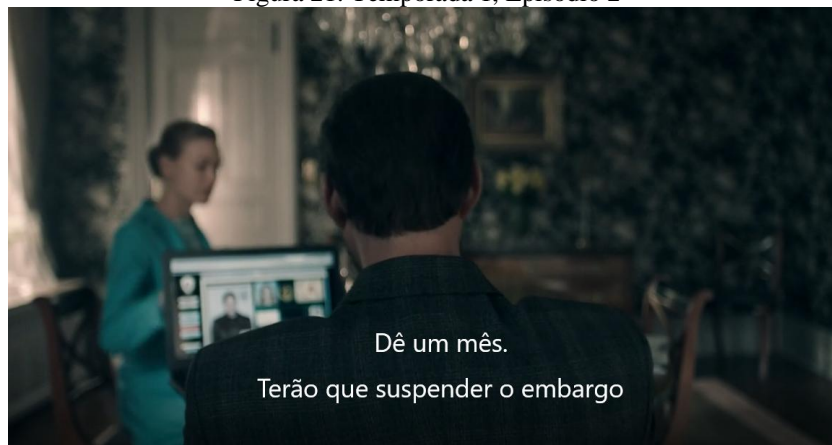 Figura 21: Temporada 1, Episódio 2
Dê um mês.
Terão que suspender o embargo